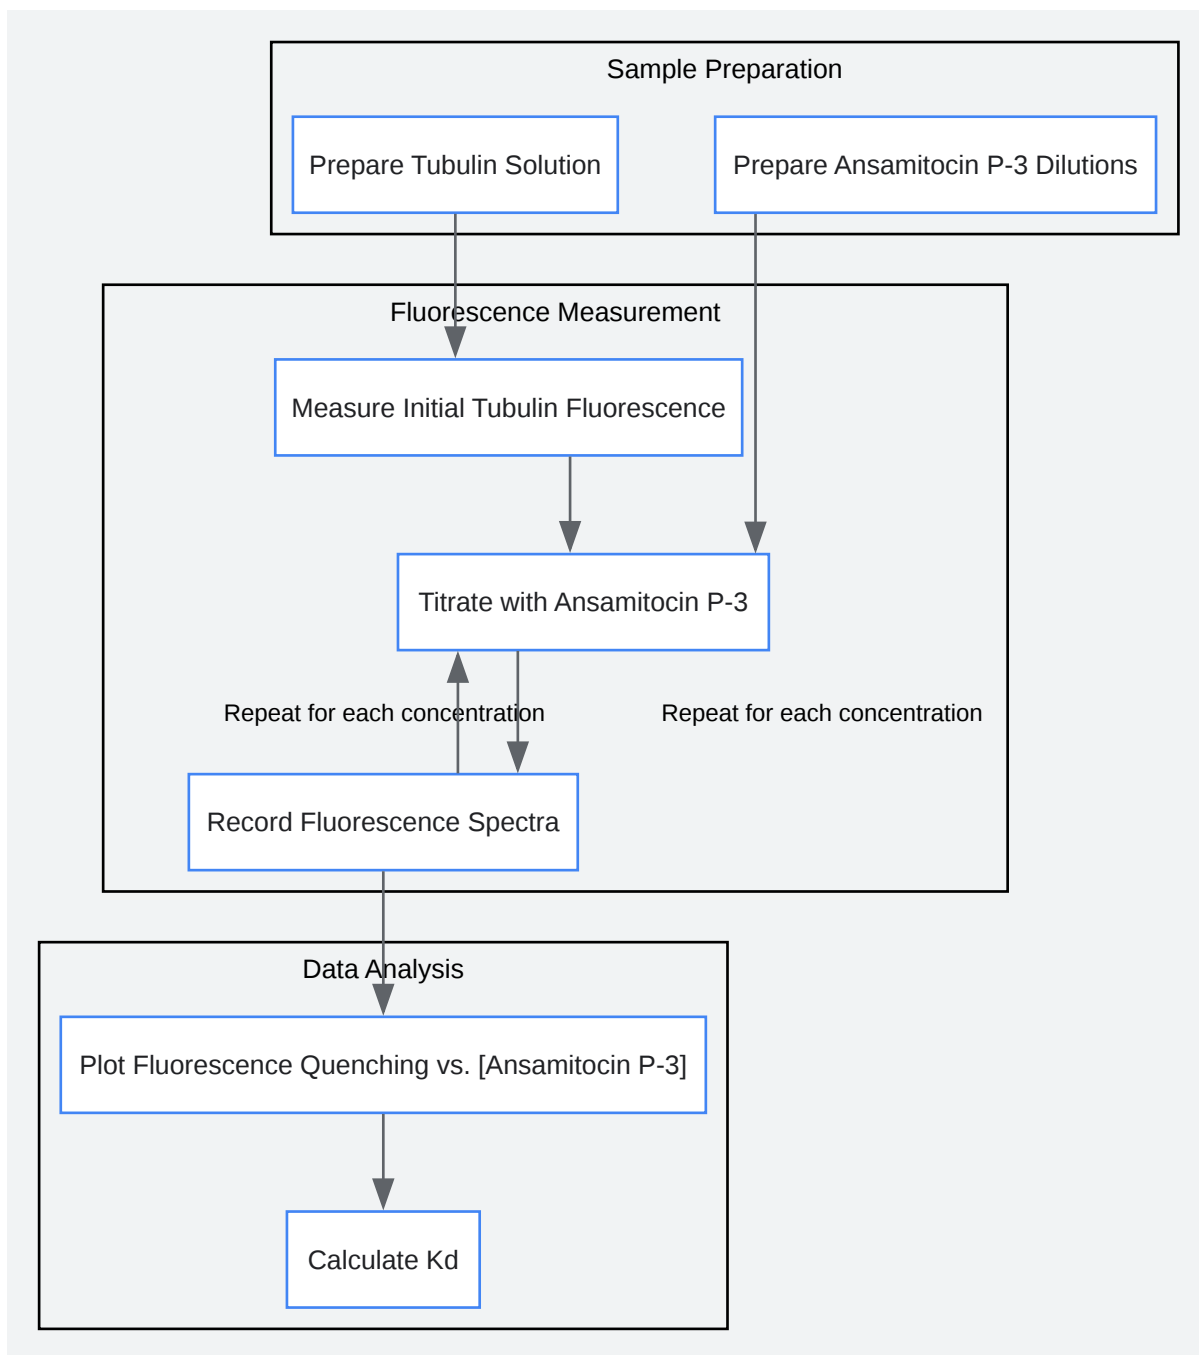 Sample Preparation
Prepare Tubulin Solution
Prepare Ansamitocin P-3 Dilutions
Fluorescence Measurement
Measure Initial Tubulin Fluorescence
Titrate with Ansamitocin P-3
Repeat for each concentration
Repeat for each concentration
Record Fluorescence Spectra
Data Analysis
Plot Fluorescence Quenching vs. [Ansamitocin P-3]
Calculate Kd